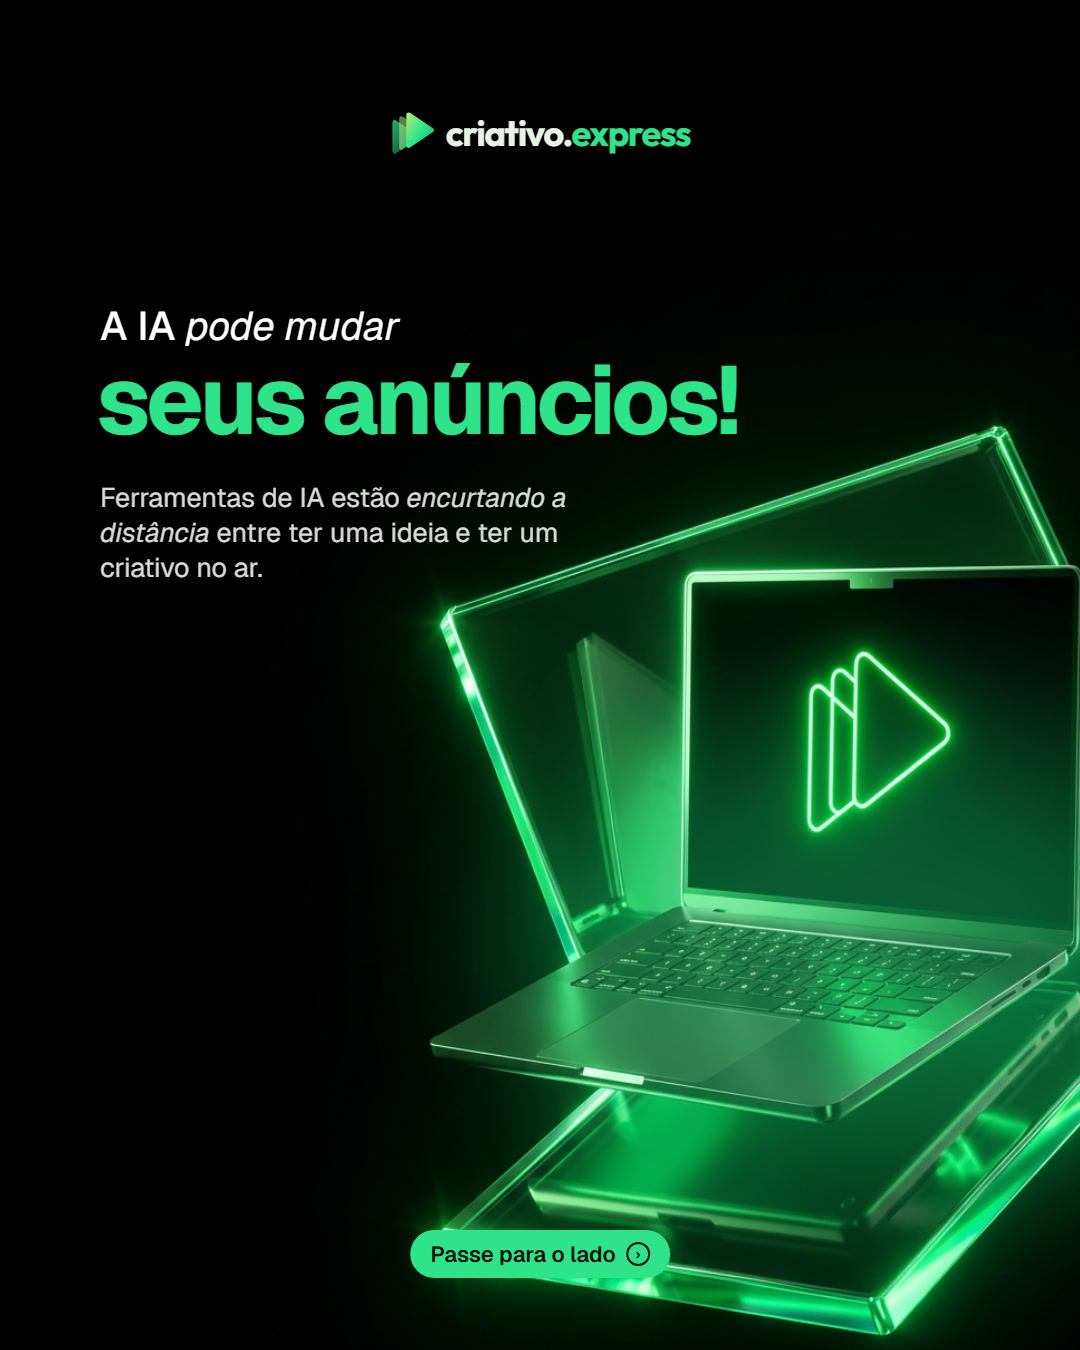 criativo.express
A IA pode mudar
seus anúncios!
Ferramentas de IA estão encurtando a
distância entre ter uma ideia e ter um
criativo no ar.
Passe para o lado